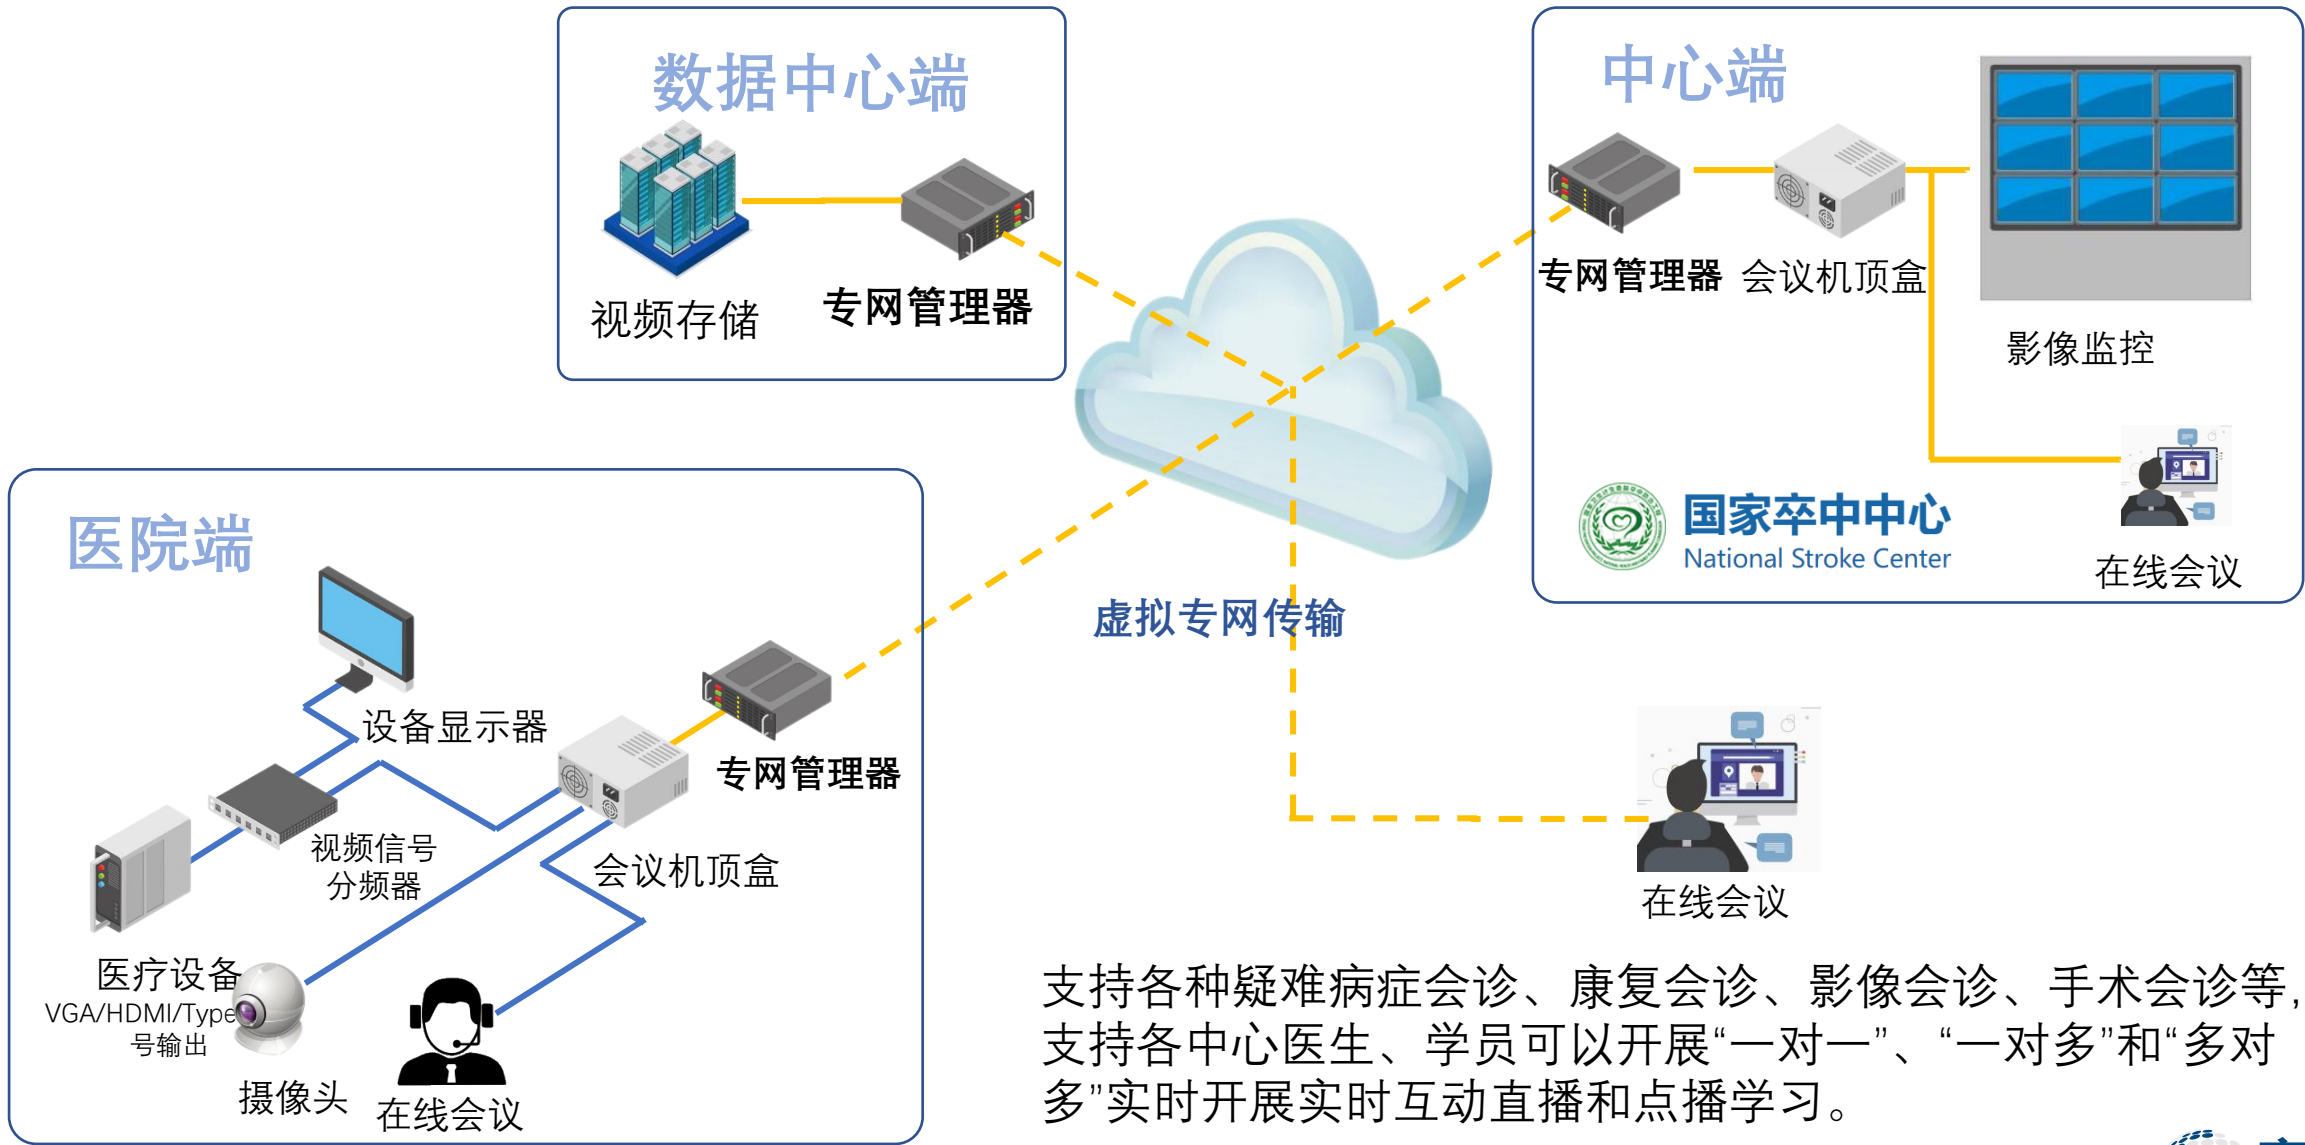 数据中心端
视频存储
专网管理器
中心端
专网管理器
会议机顶盒
影像监控
国家卒中中心
National Stroke Center
在线会议
医院端
设备显示器
专网管理器
视频信号
分频器
会议机顶盒
医疗设备
VGA/HDMI/Type
号输出
摄像头
在线会议
虚拟专网传输
在线会议
支持各种疑难病症会诊、康复会诊、影像会诊、手术会诊等,
支持各中心医生、学员可以开展“一对一”、“一对多”和“多对
多”实时开展实时互动直播和点播学习。